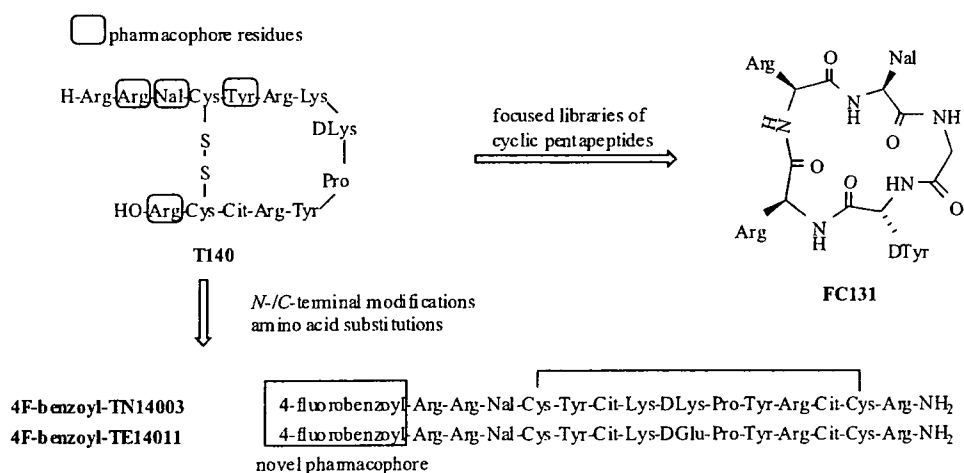 pharmacophore residues
H-Arg-Arg-Nal-Cys-Tyr-Arg-Lys
DLys
S
S
Pro
HO-Arg-Cys-Cit-Arg-Tyr
T140
focused libraries of
cyclic pentapeptides
Arg
O
Nal
HN
H
N
O
O
NH
O
HN
O
N
H
Arg
DTyr
FC131
N-/C-terminal modifications
amino acid substitutions
4F-benzoyl-TN14003 4-fluorobenzoyl-Arg-Arg-Nal-Cys-Tyr-Cit-Lys-DLys-Pro-Tyr-Arg-Cit-Cys-Arg-NH2
4F-benzoyl-TE14011 4-fluorobenzoyl-Arg-Arg-Nal-Cys-Tyr-Cit-Lys-DGlu-Pro-Tyr-Arg-Cit-Cys-Arg-NH2
novel pharmacophore